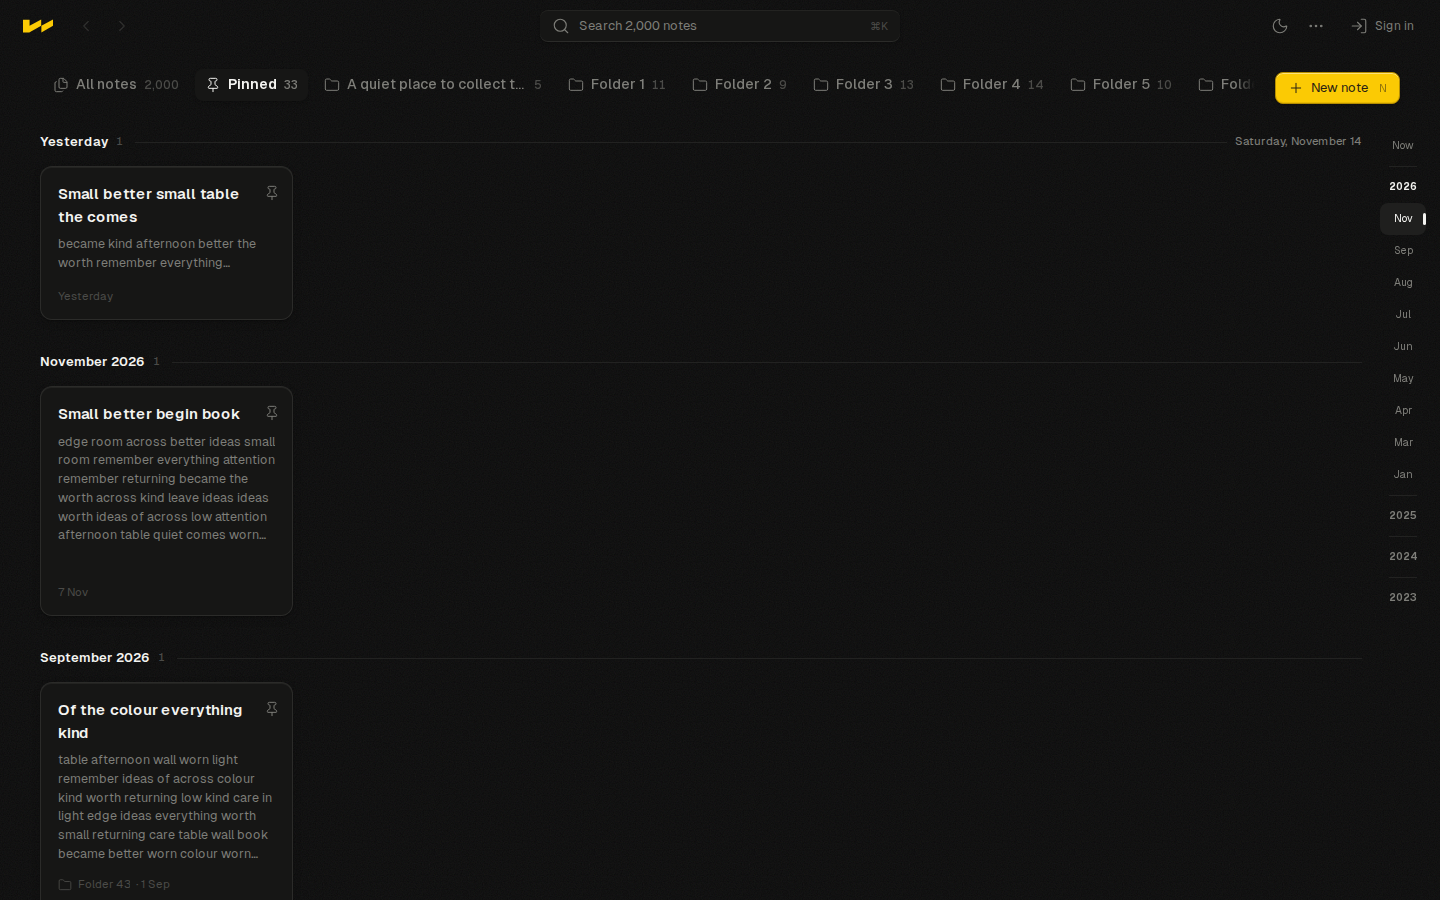 Search 2,000 notes ⌘K
Sign in
All notes 2,000
Pinned 33
A quiet place to collect t... 5
Folder 1 11
Folder 2 9
Folder 3 13
Folder 4 14
Folder 5 10
Fold
New note N
Yesterday 1
Saturday, November 14
Small better small table
the comes
became kind afternoon better the
worth remember everything...
Yesterday
November 2026 1
Small better begin book
edge room across better ideas small
room remember everything attention
remember returning became the
worth across kind leave ideas ideas
worth ideas of across low attention
afternoon table quiet comes worn...
7 Nov
September 2026 1
Of the colour everything
kind
table afternoon wall worn light
remember ideas of across colour
kind worth returning low kind care in
light edge ideas everything worth
small returning care table wall book
became better worn colour worn...
Folder 43 · 1 Sep
Now
2026
Nov
Sep
Aug
Jul
Jun
May
Apr
Mar
Jan
2025
2024
2023